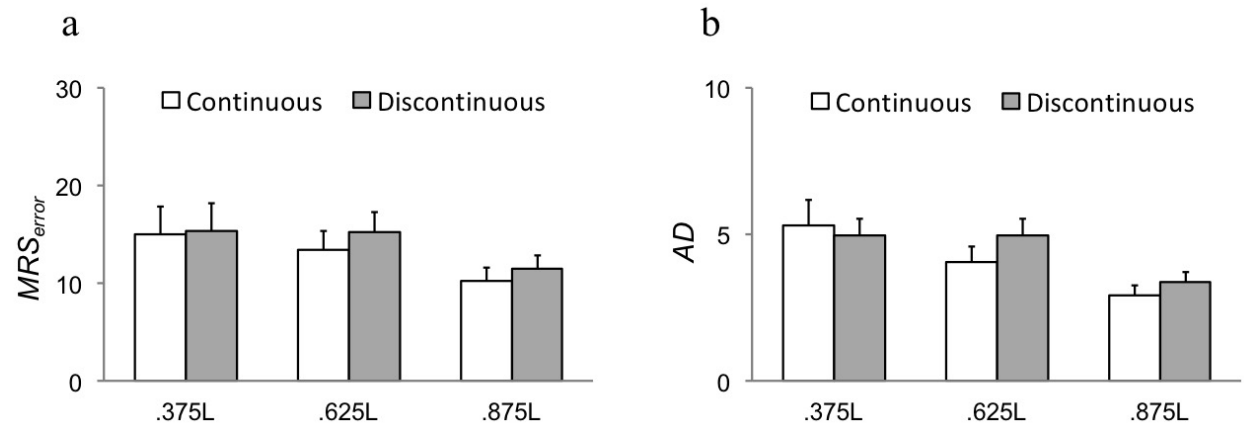 a
30
20
10
0
MRSerror
Continuous Discontinuous
.375L .625L .875L
b
10
5
0
AD
Continuous Discontinuous
.375L .625L .875L